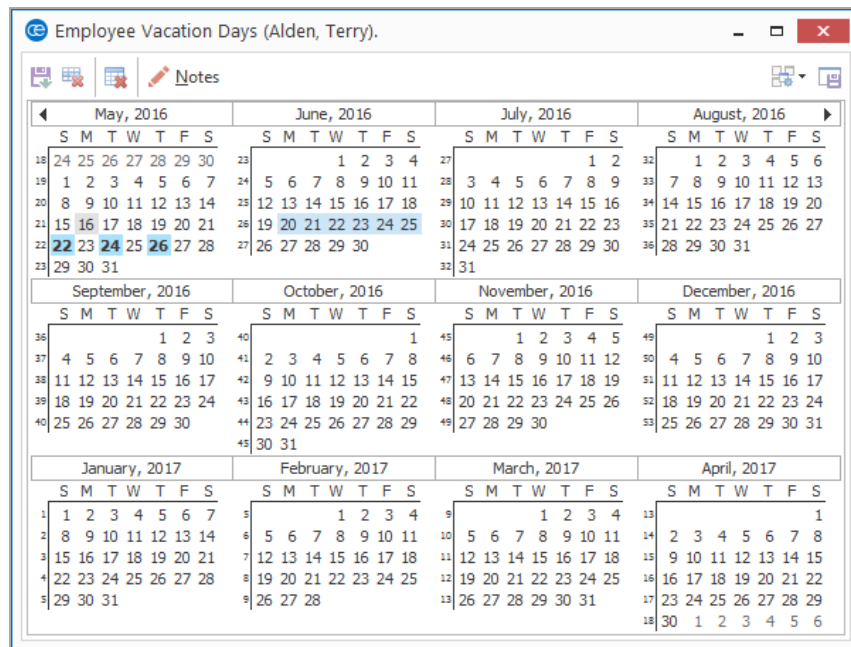 Employee Vacation Days (Alden, Terry).
Notes
May, 2016
S M T W T F S
18 24 25 26 27 28 29 30
19 1 2 3 4 5 6 7
20 8 9 10 11 12 13 14
21 15 16 17 18 19 20 21
22 22 23 24 25 26 27 28
23 29 30 31
June, 2016
S M T W T F S
23 1 2 3 4
24 5 6 7 8 9 10 11
25 12 13 14 15 16 17 18
26 19 20 21 22 23 24 25
27 26 27 28 29 30
July, 2016
S M T W T F S
27 1 2
28 3 4 5 6 7 8 9
29 10 11 12 13 14 15 16
30 17 18 19 20 21 22 23
31 24 25 26 27 28 29 30
32 31
August, 2016
S M T W T F S
32 1 2 3 4 5 6
33 7 8 9 10 11 12 13
34 14 15 16 17 18 19 20
35 21 22 23 24 25 26 27
36 28 29 30 31
September, 2016
S M T W T F S
36 1 2 3
37 4 5 6 7 8 9 10
38 11 12 13 14 15 16 17
39 18 19 20 21 22 23 24
40 25 26 27 28 29 30
October, 2016
S M T W T F S
40 1
41 2 3 4 5 6 7 8
42 9 10 11 12 13 14 15
43 16 17 18 19 20 21 22
44 23 24 25 26 27 28 29
45 30 31
November, 2016
S M T W T F S
45 1 2 3 4 5
46 6 7 8 9 10 11 12
47 13 14 15 16 17 18 19
48 20 21 22 23 24 25 26
49 27 28 29 30
December, 2016
S M T W T F S
49 1 2 3
50 4 5 6 7 8 9 10
51 11 12 13 14 15 16 17
52 18 19 20 21 22 23 24
53 25 26 27 28 29 30 31
January, 2017
S M T W T F S
1 1 2 3 4 5 6 7
2 8 9 10 11 12 13 14
3 15 16 17 18 19 20 21
4 22 23 24 25 26 27 28
5 29 30 31
February, 2017
S M T W T F S
5 1 2 3 4
6 5 6 7 8 9 10 11
7 12 13 14 15 16 17 18
8 19 20 21 22 23 24 25
9 26 27 28
March, 2017
S M T W T F S
9 1 2 3 4
10 5 6 7 8 9 10 11
11 12 13 14 15 16 17 18
12 19 20 21 22 23 24 25
13 26 27 28 29 30 31
April, 2017
S M T W T F S
13 1
14 2 3 4 5 6 7 8
15 9 10 11 12 13 14 15
16 16 17 18 19 20 21 22
17 23 24 25 26 27 28 29
18 30 1 2 3 4 5 6